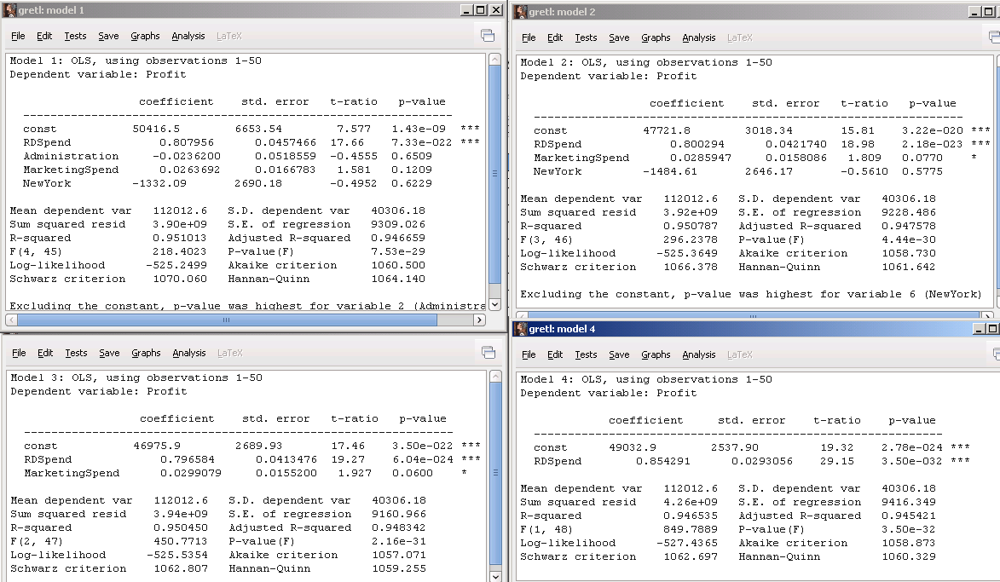 gretl: model 1
File Edit Tests Save Graphs Analysis LaTeX
Model 1: OLS, using observations 1-50
Dependent variable: Profit
coefficient std. error t-ratio p-value
const 50416.5 6653.54 7.577 1.43e-09 ***
RDSpend 0.807956 0.0457466 17.66 7.33e-022 ***
Administration -0.0236200 0.0518559 -0.4555 0.6509
MarketingSpend 0.0263692 0.0166783 1.581 0.1209
NewYork -1332.09 2690.18 -0.4952 0.6229
Mean dependent var 112012.6 S.D. dependent var 40306.18
Sum squared resid 3.90e+09 S.E. of regression 9309.026
R-squared 0.951013 Adjusted R-squared 0.946659
F(4, 45) 218.4023 P-value(F) 7.53e-29
Log-likelihood -525.2499 Akaike criterion 1060.500
Schwarz criterion 1070.060 Hannan-Quinn 1064.140
Excluding the constant, p-value was highest for variable 2 (Administra
gretl: model 2
File Edit Tests Save Graphs Analysis LaTeX
Model 2: OLS, using observations 1-50
Dependent variable: Profit
coefficient std. error t-ratio p-value
const 47721.8 3018.34 15.81 3.22e-020 ***
RDSpend 0.800294 0.0421740 18.98 2.18e-023 ***
MarketingSpend 0.0285947 0.0158086 1.809 0.0770 *
NewYork -1484.61 2646.17 -0.5610 0.5775
Mean dependent var 112012.6 S.D. dependent var 40306.18
Sum squared resid 3.92e+09 S.E. of regression 9228.486
R-squared 0.950787 Adjusted R-squared 0.947578
F(3, 46) 296.2378 P-value(F) 4.44e-30
Log-likelihood -525.3649 Akaike criterion 1058.730
Schwarz criterion 1066.378 Hannan-Quinn 1061.642
Excluding the constant, p-value was highest for variable 6 (NewYork)
File Edit Tests Save Graphs Analysis LaTeX
Model 3: OLS, using observations 1-50
Dependent variable: Profit
coefficient std. error t-ratio p-value
const 46975.9 2689.93 17.46 3.50e-022 ***
RDSpend 0.796584 0.0413476 19.27 6.04e-024 ***
MarketingSpend 0.0299079 0.0155200 1.927 0.0600 *
Mean dependent var 112012.6 S.D. dependent var 40306.18
Sum squared resid 3.94e+09 S.E. of regression 9160.966
R-squared 0.950450 Adjusted R-squared 0.948342
F(2, 47) 450.7713 P-value(F) 2.16e-31
Log-likelihood -525.5354 Akaike criterion 1057.071
Schwarz criterion 1062.807 Hannan-Quinn 1059.255
gretl: model 4
File Edit Tests Save Graphs Analysis LaTeX
Model 4: OLS, using observations 1-50
Dependent variable: Profit
coefficient std. error t-ratio p-value
const 49032.9 2537.90 19.32 2.78e-024 ***
RDSpend 0.854291 0.0293056 29.15 3.50e-032 ***
Mean dependent var 112012.6 S.D. dependent var 40306.18
Sum squared resid 4.26e+09 S.E. of regression 9416.349
R-squared 0.946535 Adjusted R-squared 0.945421
F(1, 48) 849.7889 P-value(F) 3.50e-32
Log-likelihood -527.4365 Akaike criterion 1058.873
Schwarz criterion 1062.697 Hannan-Quinn 1060.329